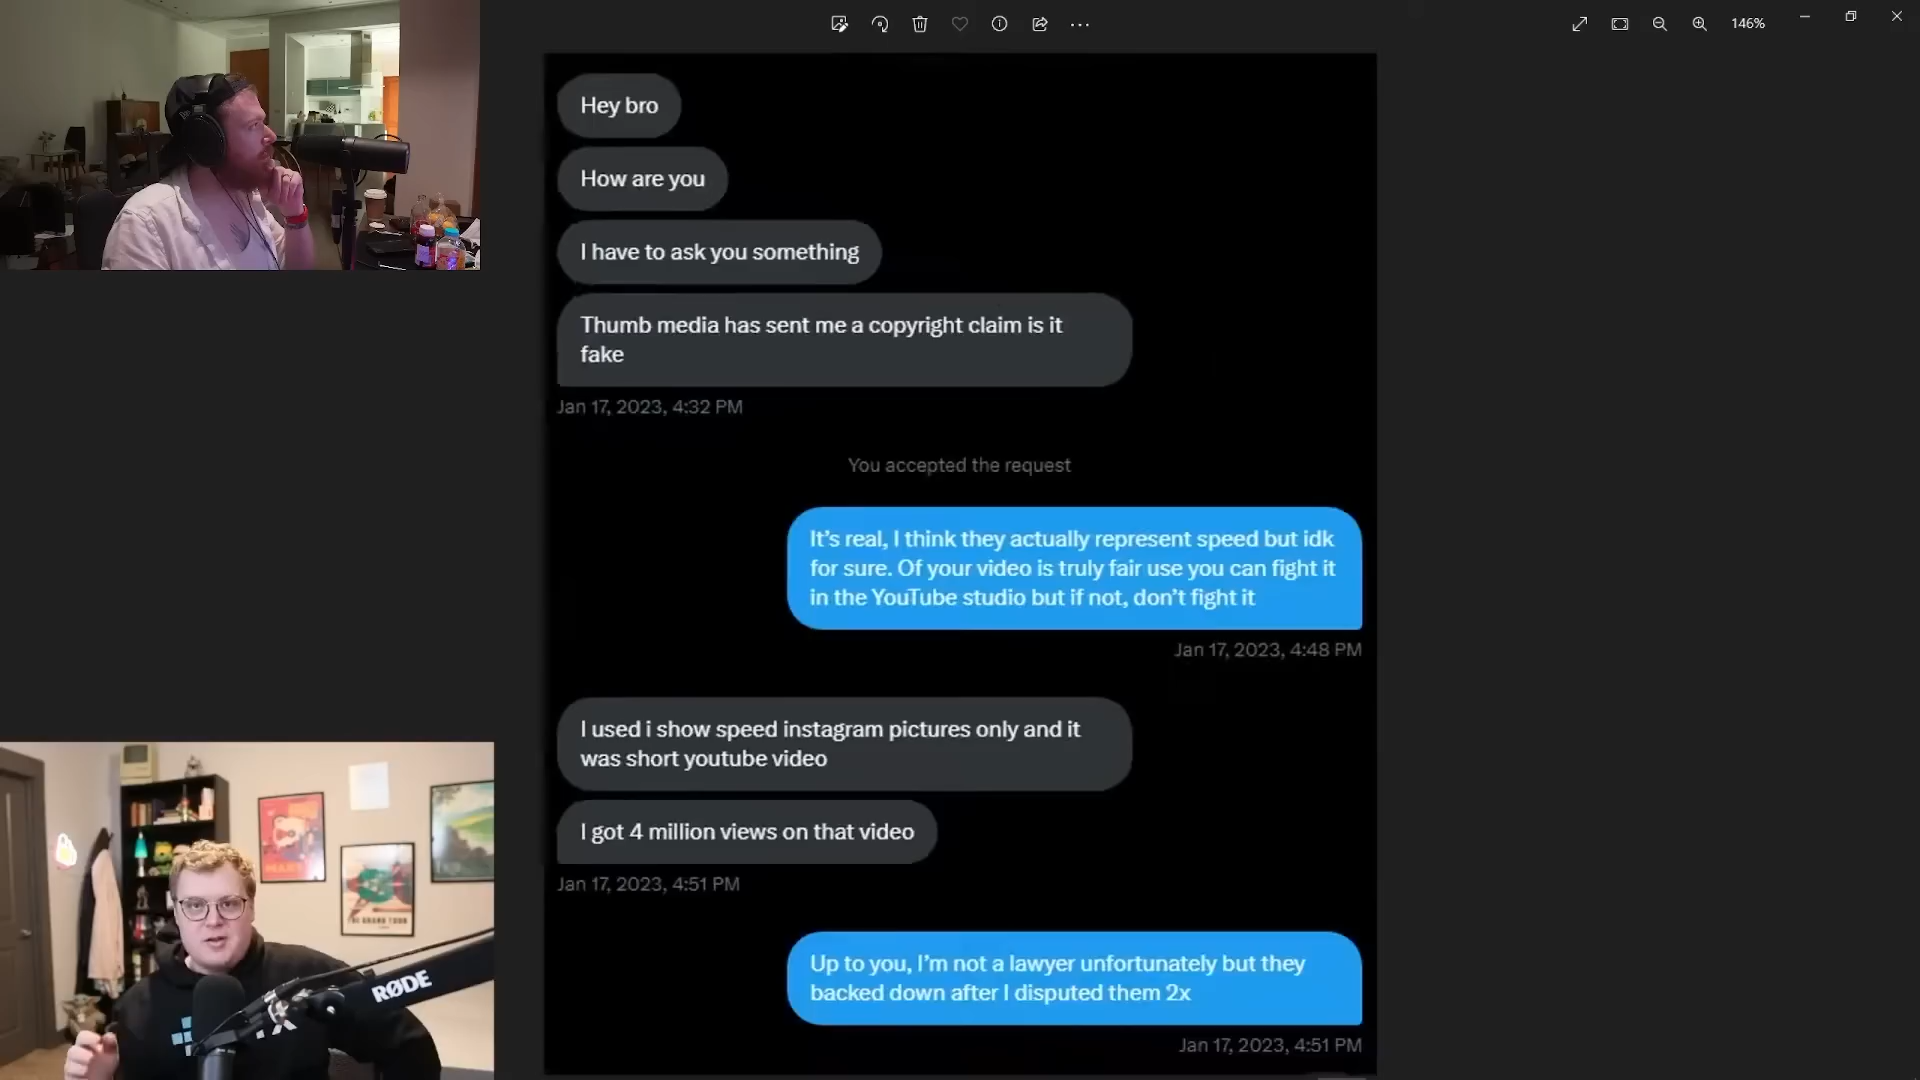 146%
Hey bro
How are you
I have to ask you something
Thumb media has sent me a copyright claim is it
fake
Jan 17, 2023, 4:32 PM
You accepted the request
It's real, I think they actually represent speed but idk
for sure. Of your video is truly fair use you can fight it
in the YouTube studio but if not, don't fight it
Jan 17, 2023, 4:48 PM
I used i show speed instagram pictures only and it
was short youtube video
I got 4 million views on that video
Jan 17, 2023, 4:51 PM
Up to you, I'm not a lawyer unfortunately but they
backed down after I disputed them 2x
Jan 17, 2023, 4:51 PM
RØDE